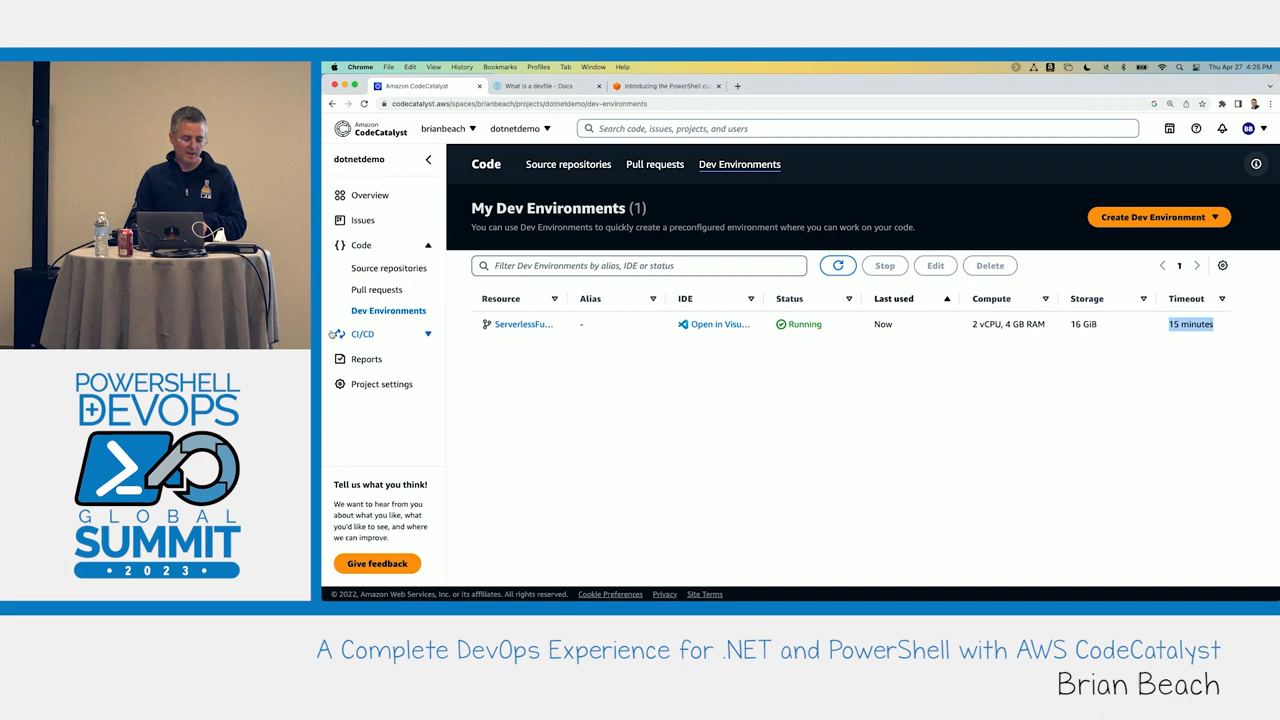 Chrome File Edit View History Bookmarks Profiles Tab Window Help
Thu Apr 27 4:25 PM
Amazon CodeCatalyst
What is a devfile - Docs
Introducing the PowerShell cu
codecatalyst.aws/spaces/brianbeach/projects/dotnetdemo/dev-environments
Amazon
CodeCatalyst
brianbeach
dotnetdemo
Search code, issues, projects, and users
BB
dotnetdemo
Overview
Issues
Code
Source repositories
Pull requests
Dev Environments
CI/CD
Reports
Project settings
Tell us what you think!
We want to hear from you
about what you like, what
you'd like to see, and where
we can improve.
Give feedback
Code Source repositories Pull requests Dev Environments
My Dev Environments (1)
You can use Dev Environments to quickly create a preconfigured environment where you can work on your code.
Create Dev Environment
Filter Dev Environments by alias, IDE or status
Stop Edit Delete
1
Resource Alias IDE Status Last used Compute Storage Timeout
ServerlessFu... - Open in Visu... Running Now 2 vCPU, 4 GB RAM 16 GiB 15 minutes
© 2022, Amazon Web Services, Inc. or its affiliates. All rights reserved. Cookie Preferences Privacy Site Terms
POWERSHELL
+DEVOPS
GLOBAL
SUMMIT
• 2 0 2 3 •
A Complete DevOps Experience for .NET and PowerShell with AWS CodeCatalyst
Brian Beach